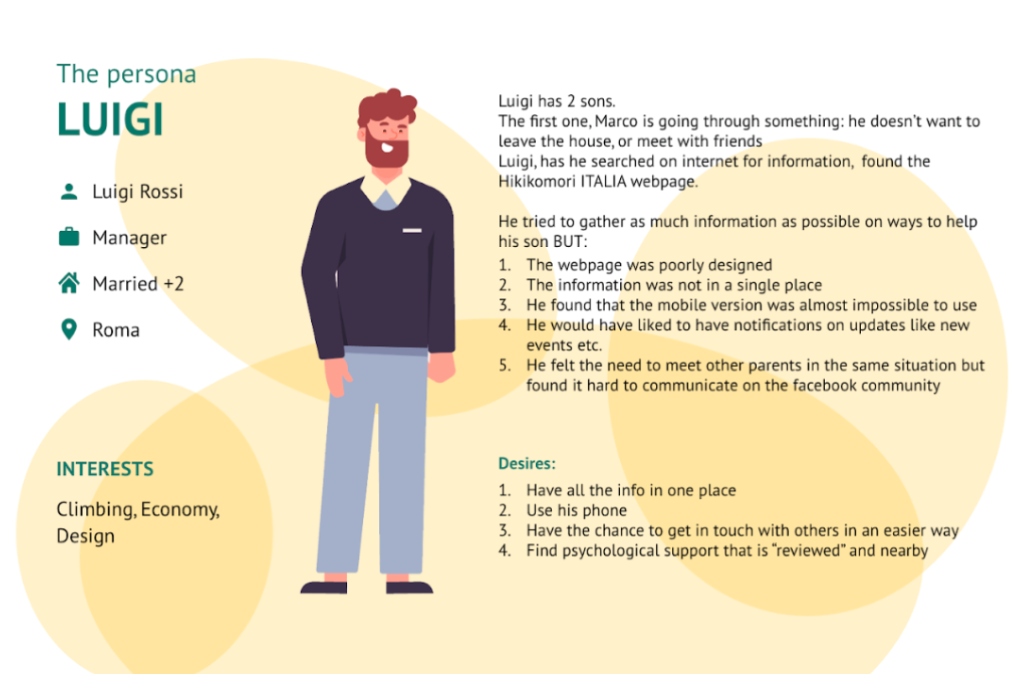 The persona
LUIGI
Luigi Rossi
Manager
Married +2
Roma
INTERESTS
Climbing, Economy,
Design
Luigi has 2 sons.
The first one, Marco is going through something: he doesn't want to
leave the house, or meet with friends
Luigi, has he searched on internet for information,  found the
Hikikomori ITALIA webpage.
He tried to gather as much information as possible on ways to help
his son BUT:
1. The webpage was poorly designed
2. The information was not in a single place
3. He found that the mobile version was almost impossible to use
4. He would have liked to have notifications on updates like new
events etc.
5. He felt the need to meet other parents in the same situation but
found it hard to communicate on the facebook community
Desires:
1. Have all the info in one place
2. Use his phone
3. Have the chance to get in touch with others in an easier way
4. Find psychological support that is “reviewed” and nearby